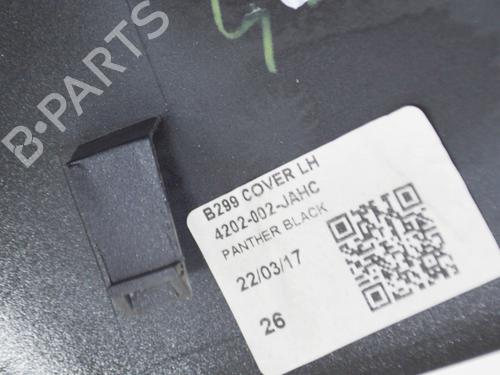 B-PARTS
B299 COVER LH
4202-002-JAHC
PANTHER BLACK
22/03/17
26